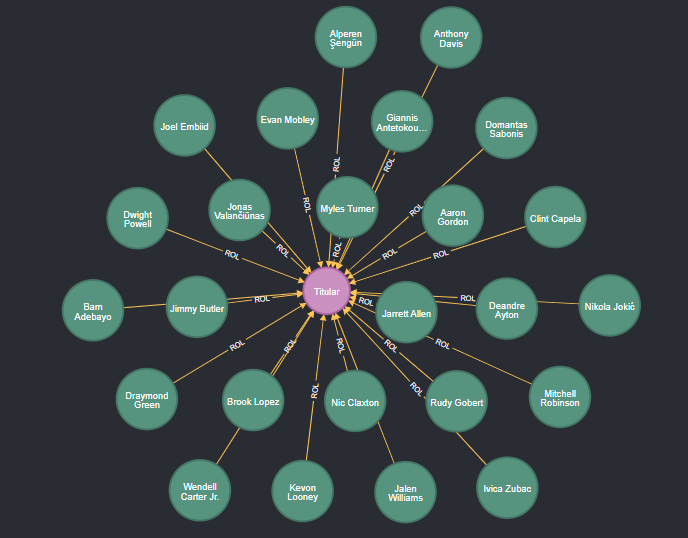 Alperen
Şengün
Anthony
Davis
Evan Mobley
Giannis
Antetokou...
Joel Embiid
Domantas
Sabonis
ROL
ROL
Dwight
Powell
Jonas
Valančiūnas
ROL
Myles Turner
ROL
Aaron
Gordon
Clint Capela
ROL
ROL
ROL
ROL
ROL
Titular
Bam
Adebayo
Jimmy Butler
ROL
ROL
Jarrett Allen
ROL
Deandre
Ayton
Nikola Jokić
ROL
ROL
ROL
ROL
Draymond
Green
Brook Lopez
ROL
Nic Claxton
ROL
Rudy Gobert
Mitchell
Robinson
Wendell
Carter Jr.
Kevon
Looney
Jalen
Williams
Ivica Zubac